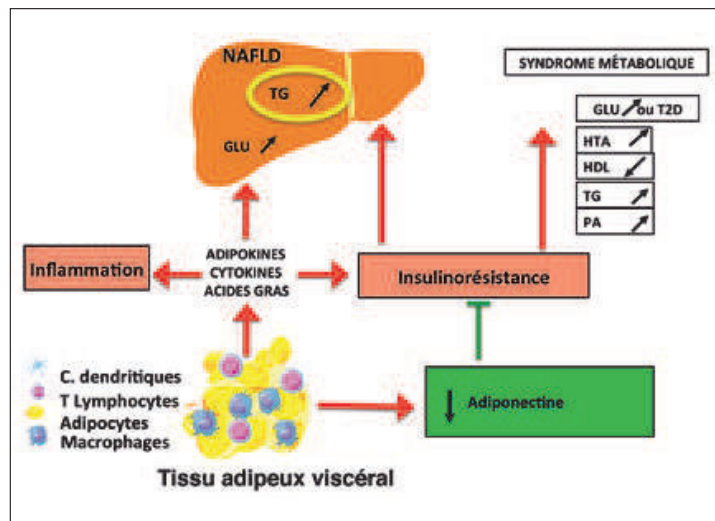 NAFLD
TG
GLU
SYNDROME MÉTABOLIQUE
GLU ou T2D
HTA
HDL
TG
PA
Inflammation
ADIPOKINES
CYTOKINES
ACIDES GRAS
Insulinorésistance
C. dendritiques
T Lymphocytes
Adipocytes
Macrophages
Adiponectine
Tissu adipeux viscéral